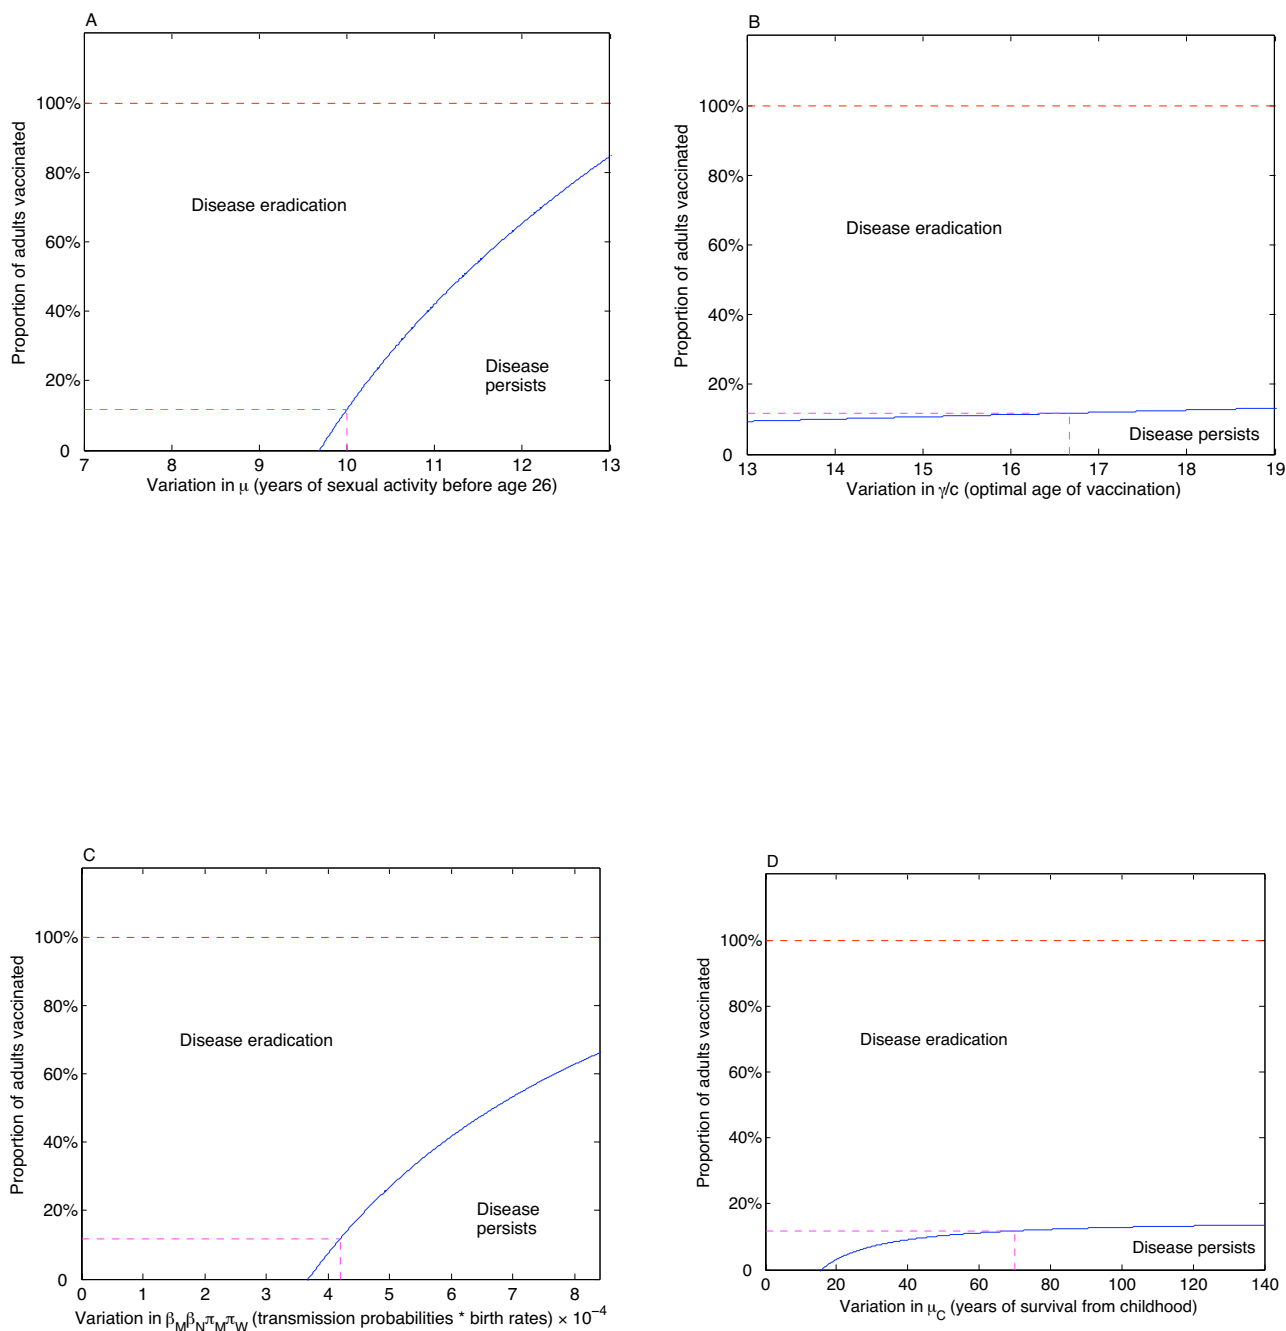 A
Proportion of adults vaccinated
100%
80%
60%
40%
20%
0
Disease eradication
Disease
persists
7 8 9 10 11 12 13
Variation in μ (years of sexual activity before age 26)
B
Proportion of adults vaccinated
100%
80%
60%
40%
20%
0
Disease eradication
Disease persists
13 14 15 16 17 18 19
Variation in γ/c (optimal age of vaccination)
C
Proportion of adults vaccinated
100%
80%
60%
40%
20%
0
Disease eradication
Disease
persists
0 1 2 3 4 5 6 7 8
Variation in β_Mβ_Nπ_Mπ_W (transmission probabilities * birth rates) × 10⁻⁴
D
Proportion of adults vaccinated
100%
80%
60%
40%
20%
0
Disease eradication
Disease persists
0 20 40 60 80 100 120 140
Variation in μ_C (years of survival from childhood)